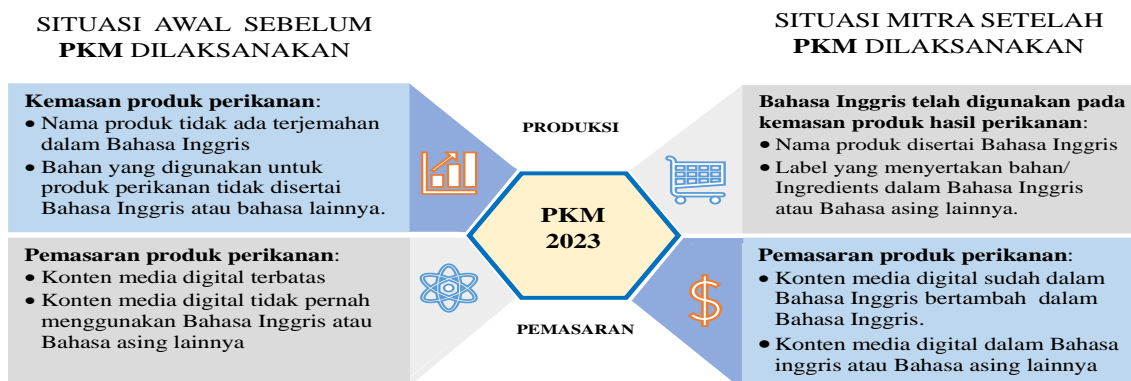 SITUASI AWAL SEBELUM
PKM DILAKSANAKAN
SITUASI MITRA SETELAH
PKM DILAKSANAKAN
Kemasan produk perikanan:
• Nama produk tidak ada terjemahan
dalam Bahasa Inggris
• Bahan yang digunakan untuk
produk perikanan tidak disertai
Bahasa Inggris atau bahasa lainnya.
PRODUKSI
Bahasa Inggris telah digunakan pada
kemasan produk hasil perikanan:
• Nama produk disertai Bahasa Inggris
• Label yang menyertakan bahan/
Ingredients dalam Bahasa Inggris
atau Bahasa asing lainnya.
PKM
2023
Pemasaran produk perikanan:
• Konten media digital terbatas
• Konten media digital tidak pernah
menggunakan Bahasa Inggris atau
Bahasa asing lainnya
PEMASARAN
Pemasaran produk perikanan:
• Konten media digital sudah dalam
Bahasa Inggris bertambah dalam
Bahasa Inggris.
• Konten media digital dalam Bahasa
inggris atau Bahasa asing lainnya